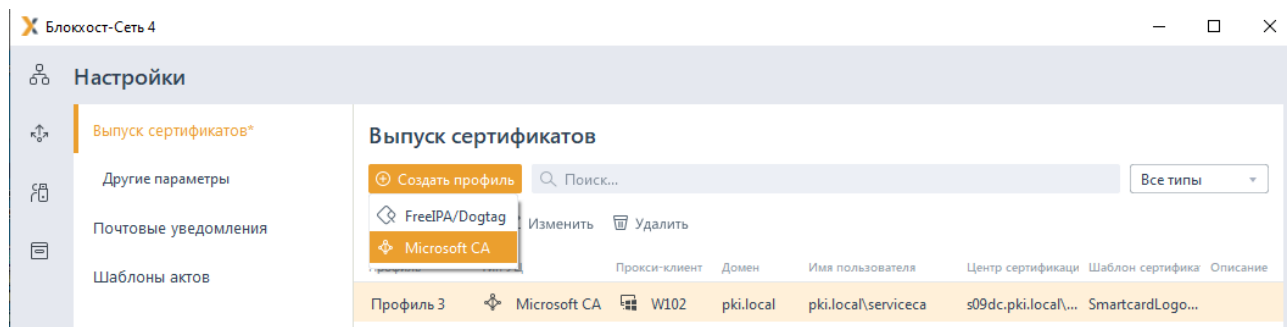 Блокхост-Сеть 4
Настройки
Выпуск сертификатов*
Другие параметры
Почтовые уведомления
Шаблоны актов
Выпуск сертификатов
Создать профиль
Поиск...
Все типы
FreeIPA/Dogtag
Microsoft CA
Изменить
Удалить
Прокси-клиент Домен Имя пользователя Центр сертификаци Шаблон сертифика Описание
Профиль 3 Microsoft CA W102 pki.local pki.local\serviceca s09dc.pki.local\... SmartcardLogo...